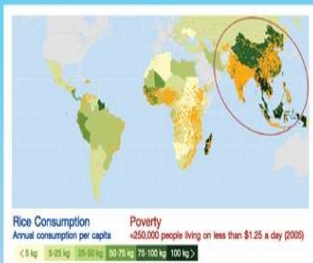 Rice Consumption
Annual consumption per capita
Poverty
=250,000 people living on less than $1.25 a day (2005)
< 5 kg 5-25 kg 25-50 kg 50-75 kg 75-100 kg 100 kg >